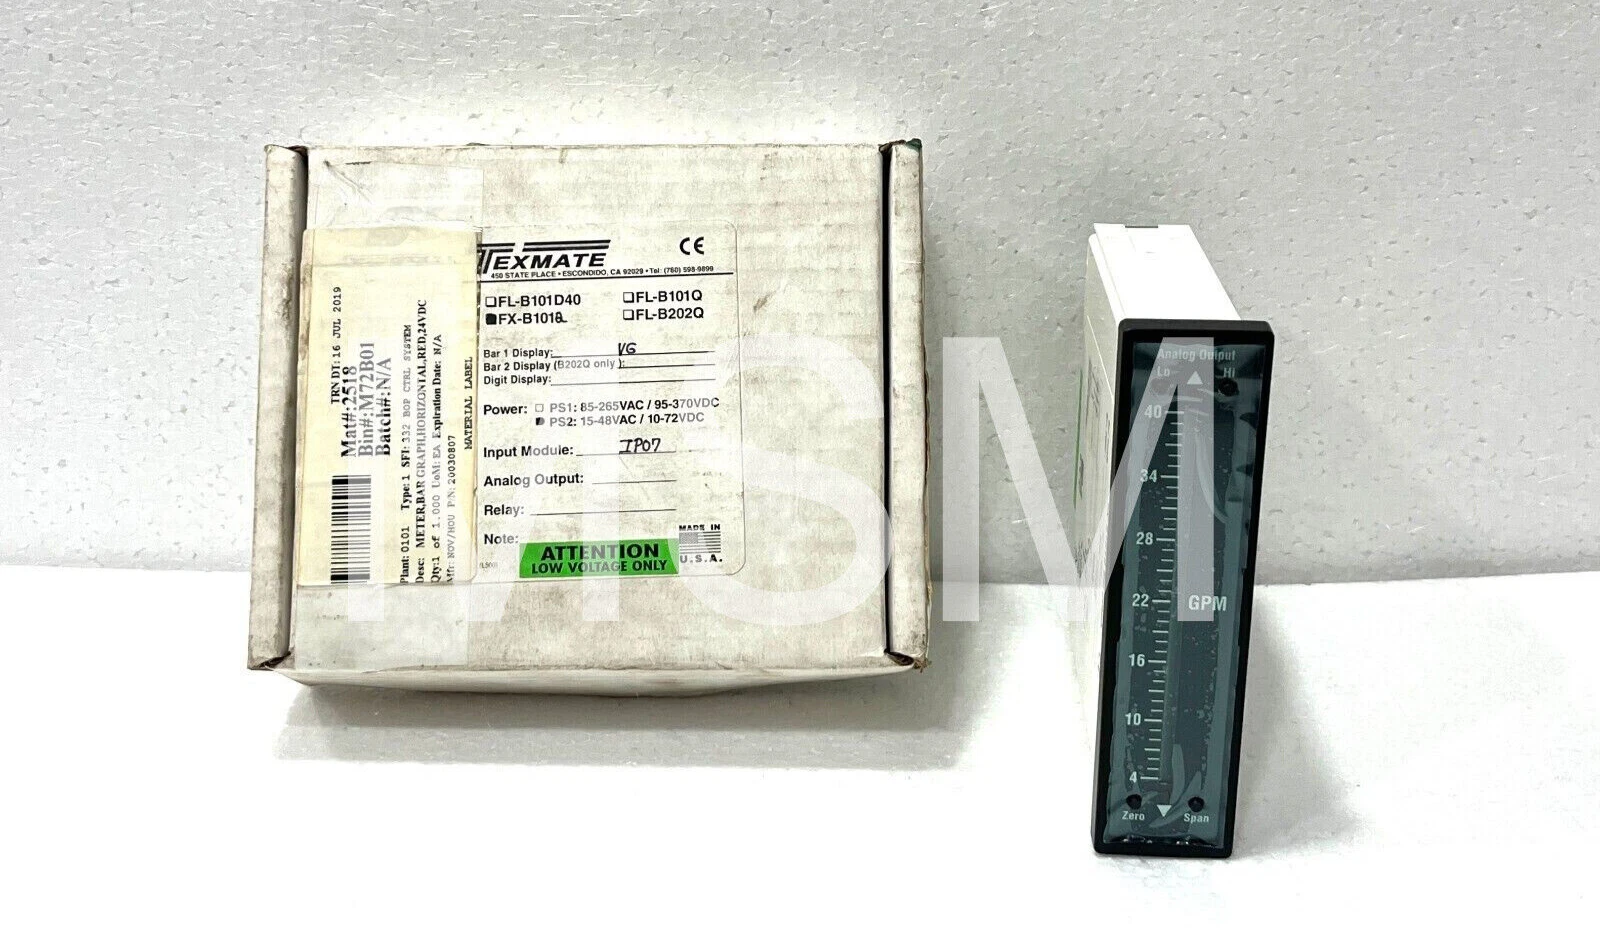 TEXMATE
CE
450 STATE PLACE • ESCONDIDO, CA 92029 • Tel: (760) 598-9899
FL-B101D40
FL-B101Q
FX-B101
FL-B202Q
Bar 1 Display: VG
Bar 2 Display (B202Q only):
Digit Display:
Power: PS1: 85-265VAC / 95-370VDC
PS2: 15-48VAC / 10-72VDC
Input Module: IP07
Analog Output:
Relay:
Note:
MADE IN
U.S.A.
ATTENTION
LOW VOLTAGE ONLY
TRN DT: 16 JUL 2019
Mat#:2518
Bin#:M72B01
Batch#:N/A
Plant: 0101 Type: 1 SFI: 332 BOP CTRL SYSTEM
Desc: METER,BAR GRAPH,HORIZONTAL,RED,24VDC
Qty:1 of 1.000 UoM:EA Expiration Date: N/A
Mfr:NOV/HOU P/N: 20030807
MATERIAL LABEL
Analog Output
Lo
Hi
40
34
28
22
GPM
16
10
4
Zero
Span
MSM